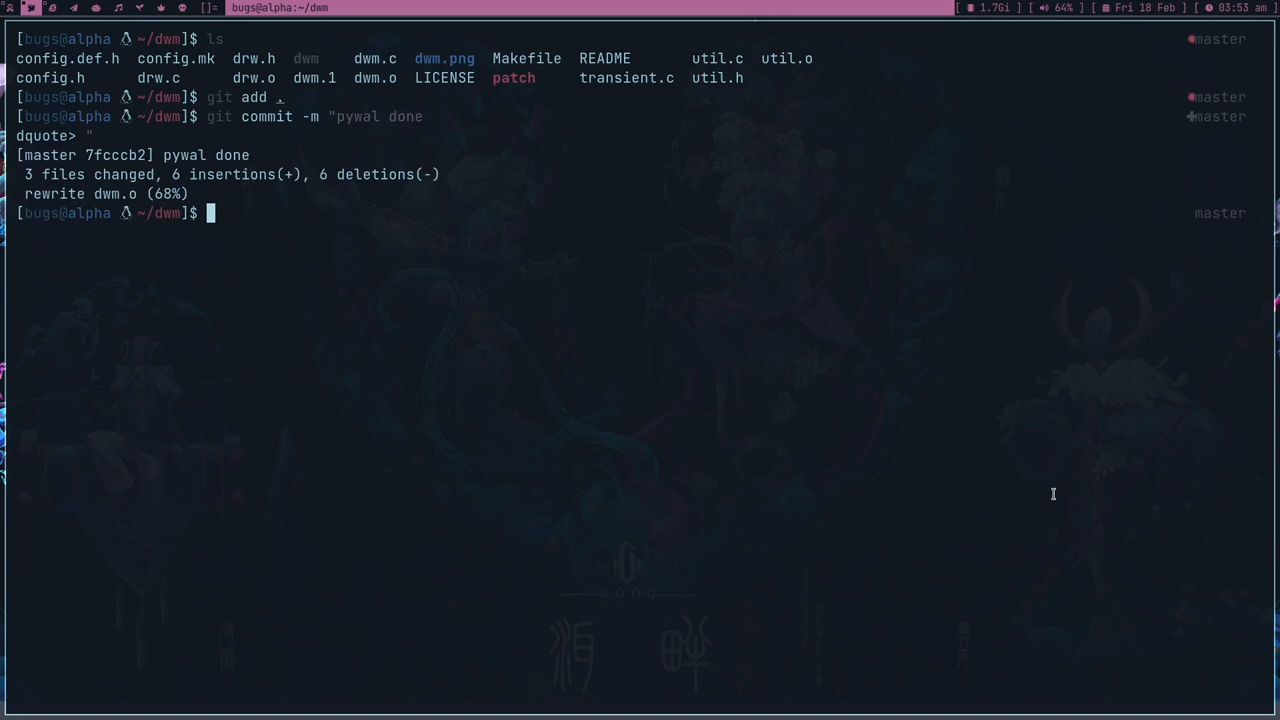 []= bugs@alpha:~/dwm [ 1.7Gi ] [ 64% ] [ Fri 18 Feb ] [ 03:53 am ]
[bugs@alpha ~/dwm]$ ls master
config.def.h config.mk drw.h dwm dwm.c dwm.png Makefile README util.c util.o
config.h drw.c drw.o dwm.1 dwm.o LICENSE patch transient.c util.h
[bugs@alpha ~/dwm]$ git add . master
[bugs@alpha ~/dwm]$ git commit -m "pywal done master
dquote> "
[master 7fcccb2] pywal done
3 files changed, 6 insertions(+), 6 deletions(-)
rewrite dwm.o (68%)
[bugs@alpha ~/dwm]$ master